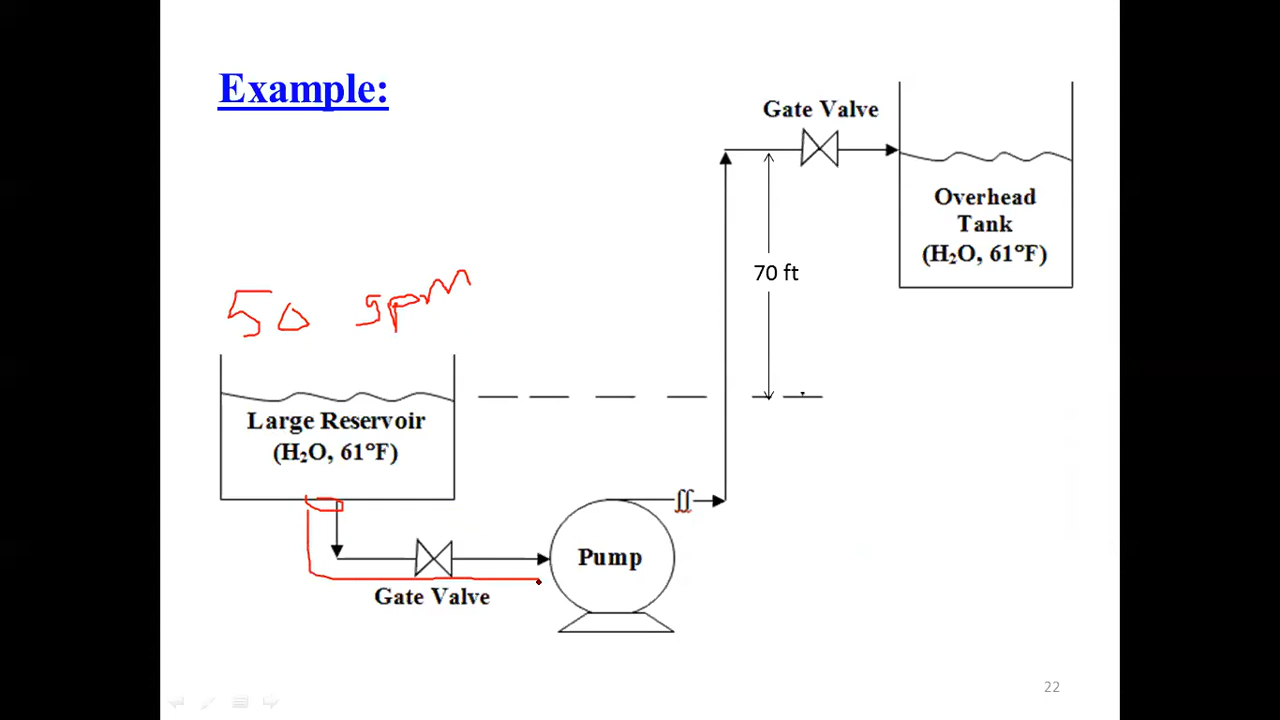 Example:
Gate Valve
Overhead
Tank
(H₂O, 61°F)
70 ft
50 gpm
Large Reservoir
(H₂O, 61°F)
∬
Pump
Gate Valve
22